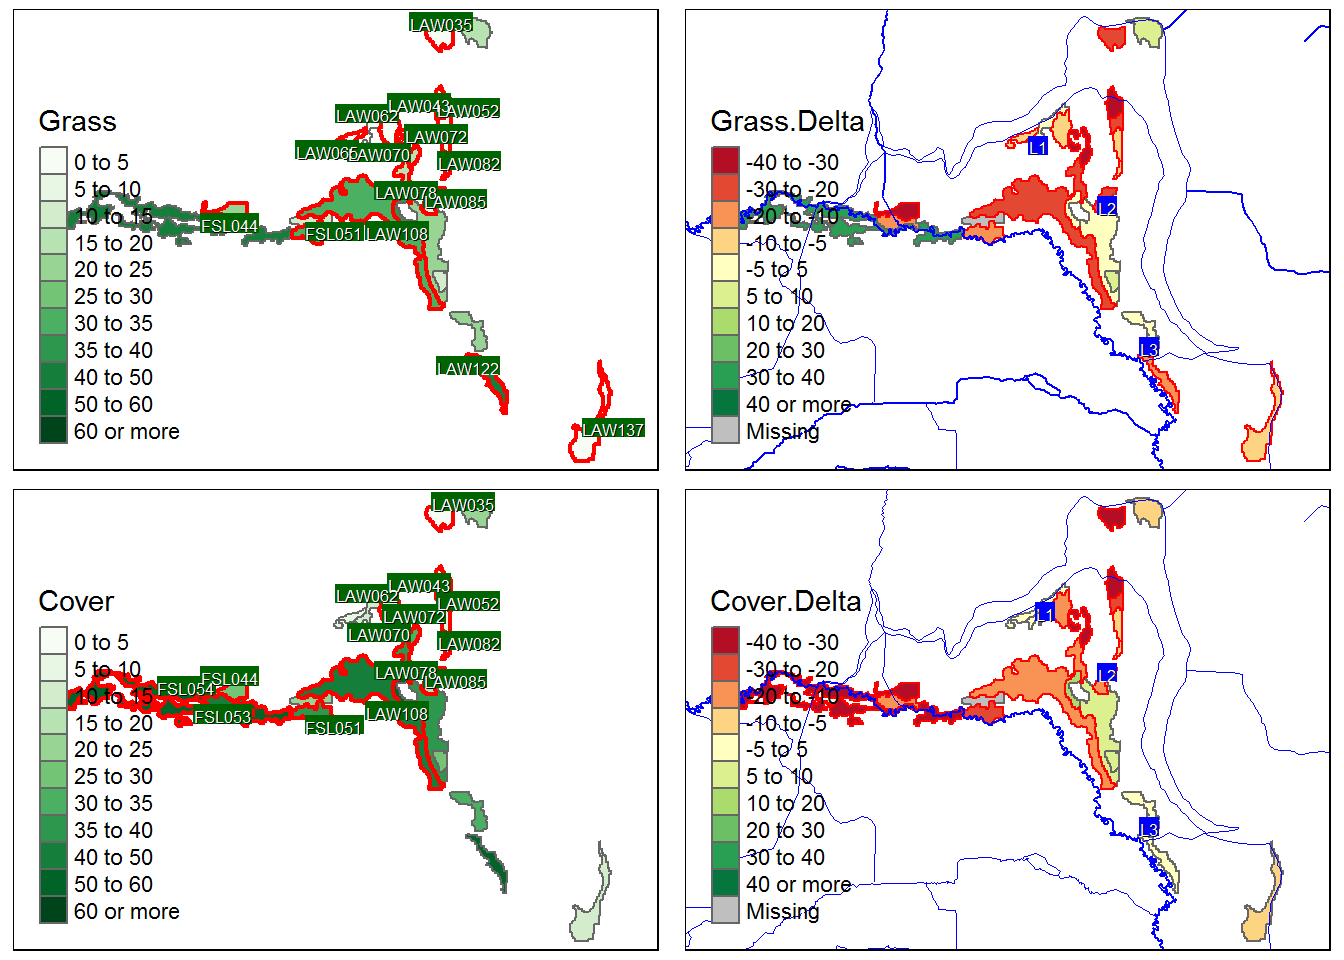 LAW035
LAW043
LAW052
LAW062
LAW072
LAW065
LAW070
LAW082
LAW078
LAW085
FSL044
FSL051
LAW108
LAW122
LAW137
Grass
0 to 5
5 to 10
10 to 15
15 to 20
20 to 25
25 to 30
30 to 35
35 to 40
40 to 50
50 to 60
60 or more
L1
L2
L3
Grass.Delta
-40 to -30
-30 to -20
-20 to -10
-10 to -5
-5 to 5
5 to 10
10 to 20
20 to 30
30 to 40
40 or more
Missing
LAW035
LAW043
LAW062
LAW052
LAW072
LAW070
LAW082
LAW078
LAW085
FSL044
FSL054
FSL053
FSL051
LAW108
Cover
0 to 5
5 to 10
10 to 15
15 to 20
20 to 25
25 to 30
30 to 35
35 to 40
40 to 50
50 to 60
60 or more
L1
L2
L3
Cover.Delta
-40 to -30
-30 to -20
-20 to -10
-10 to -5
-5 to 5
5 to 10
10 to 20
20 to 30
30 to 40
40 or more
Missing